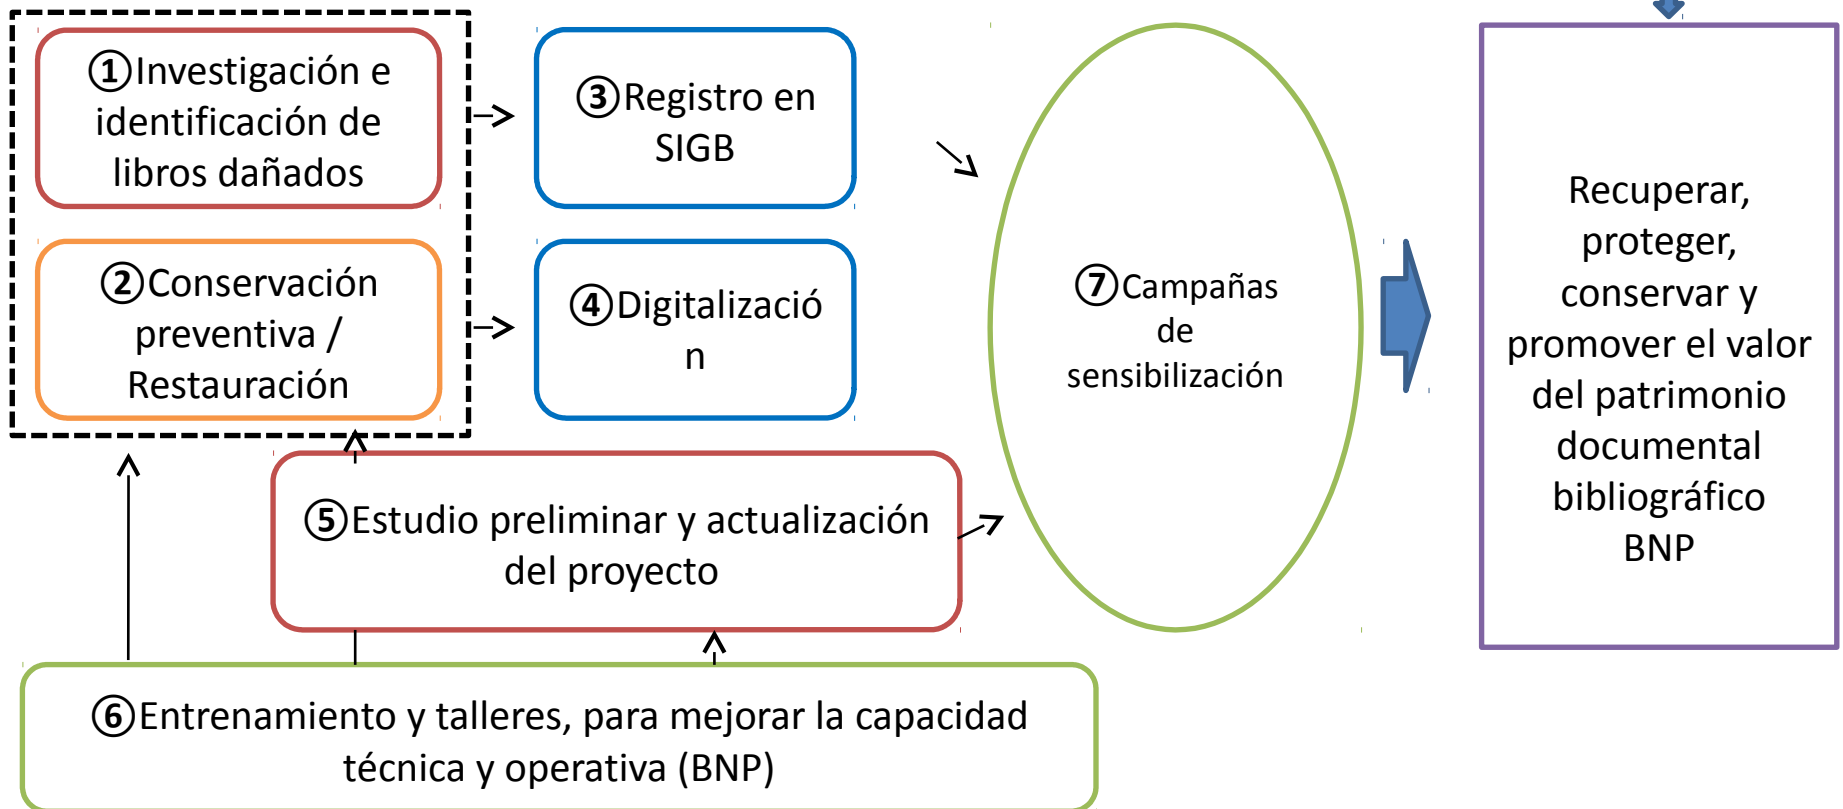 ①Investigación e
identificación de
libros dañados
②Conservación
preventiva /
Restauración
③Registro en
SIGB
④Digitalizació
n
⑤Estudio preliminar y actualización
del proyecto
⑥Entrenamiento y talleres, para mejorar la capacidad
técnica y operativa (BNP)
⑦Campañas
de
sensibilización
Recuperar,
proteger,
conservar y
promover el valor
del patrimonio
documental
bibliográfico
BNP